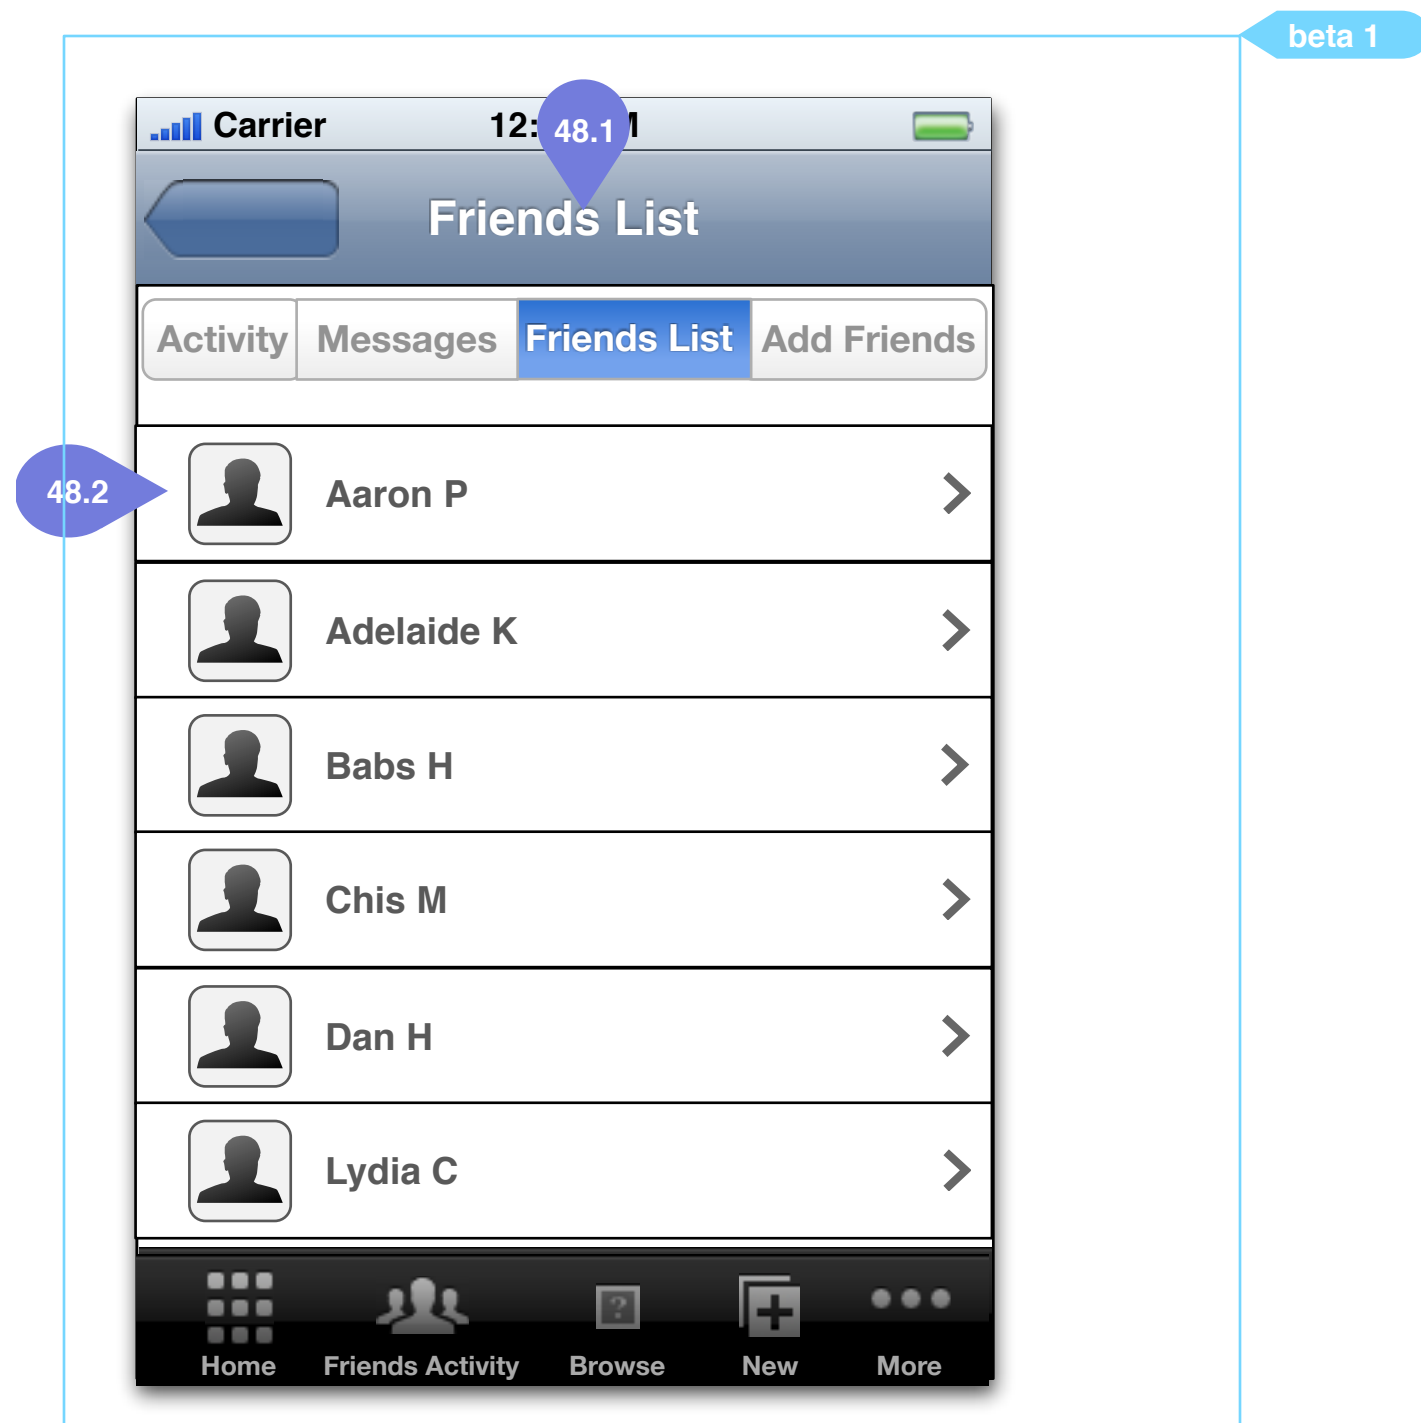 beta 1
Carrier 12: M
48.1
Friends List
Activity Messages Friends List Add Friends
48.2
Aaron P
Adelaide K
Babs H
Chis M
Dan H
Lydia C
?
Home Friends Activity Browse New More